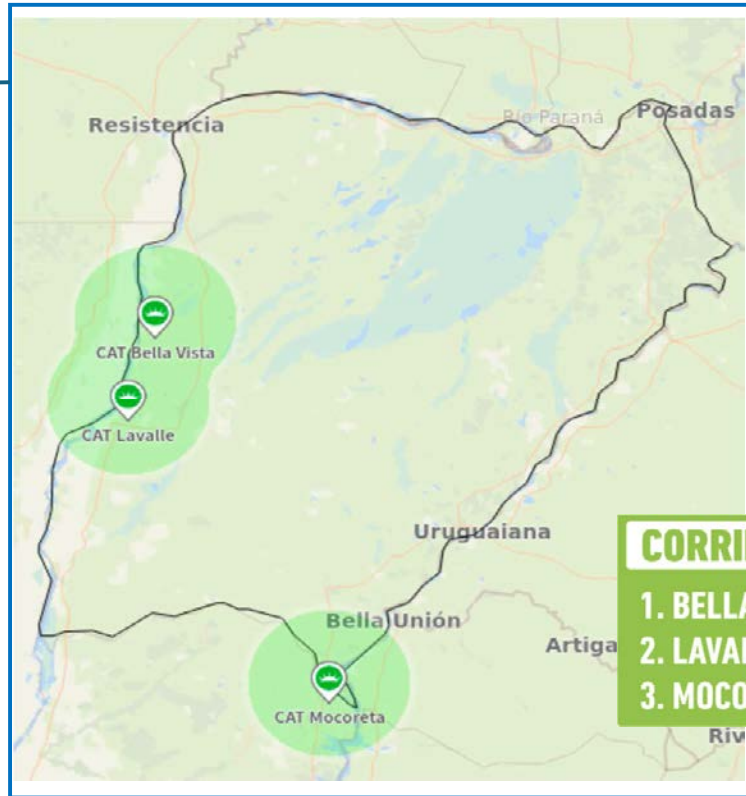 Resistencia
Río Paraná
Posadas
CAT Bella Vista
CAT Lavalle
Uruguaiana
CORRI
Bella Unión
1. BELLA
Artiga
2. LAVAL
CAT Mocoreta
3. MOCO
Riv